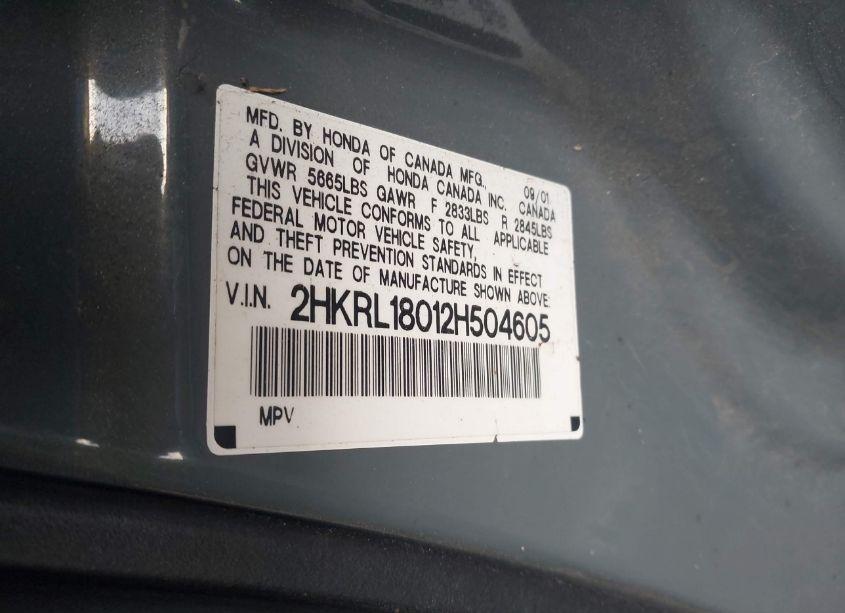 MFD. BY HONDA OF CANADA MFG., 09/01
A DIVISION OF HONDA CANADA INC. CANADA
GVWR 5665LBS GAWR F 2833LBS R 2845LBS
THIS VEHICLE CONFORMS TO ALL APPLICABLE
FEDERAL MOTOR VEHICLE SAFETY,
AND THEFT PREVENTION STANDARDS IN EFFECT
ON THE DATE OF MANUFACTURE SHOWN ABOVE:
V.I.N. 2HKRL18012H504605
MPV